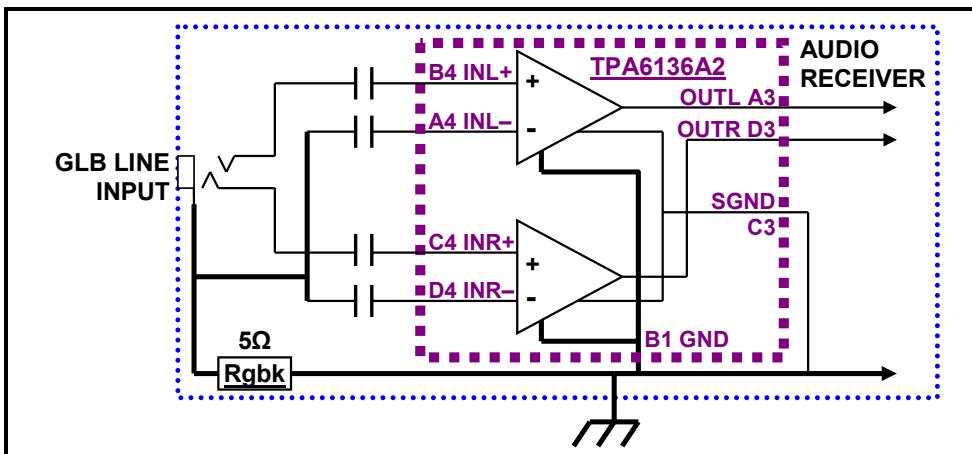 TPA6136A2
AUDIO
RECEIVER
B4 INL+
+
OUTL A3
A4 INL–
-
OUTR D3
GLB LINE
INPUT
SGND
C3
C4 INR+
+
D4 INR–
-
B1 GND
5Ω
Rgbk